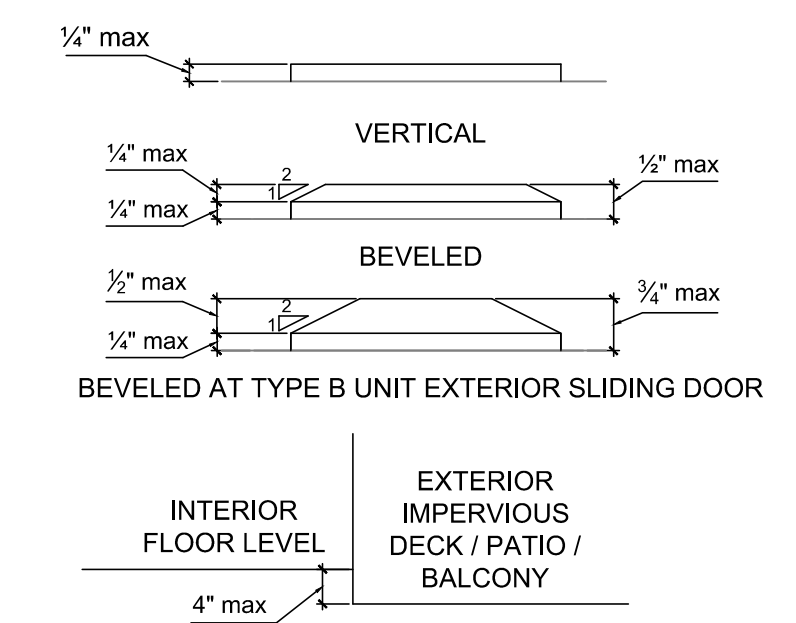 ¼" max
VERTICAL
¼" max
2
1
½" max
¼" max
BEVELED
½" max
2
1
¾" max
¼" max
BEVELED AT TYPE B UNIT EXTERIOR SLIDING DOOR
INTERIOR
FLOOR LEVEL
EXTERIOR
IMPERVIOUS
DECK / PATIO /
BALCONY
4" max